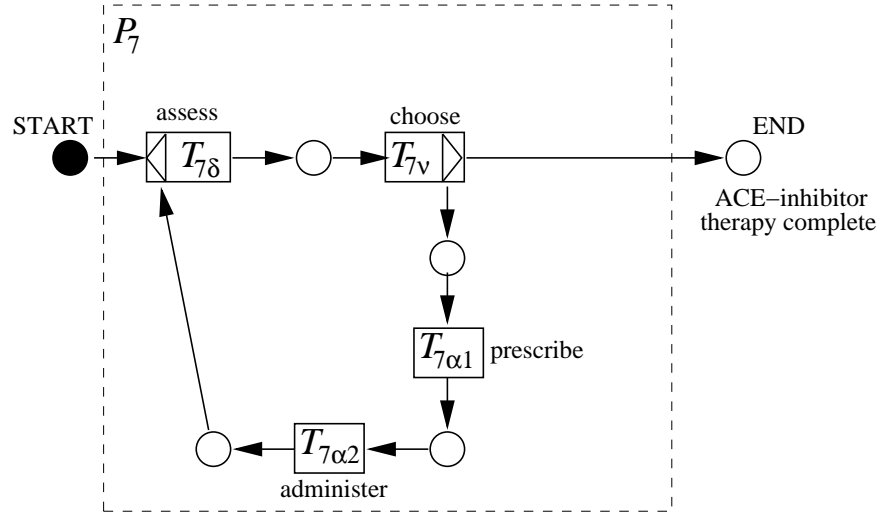 P7
assess
choose
START
END
T7δ
T7ν
ACE–inhibitor
therapy complete
T7α1
prescribe
T7α2
administer